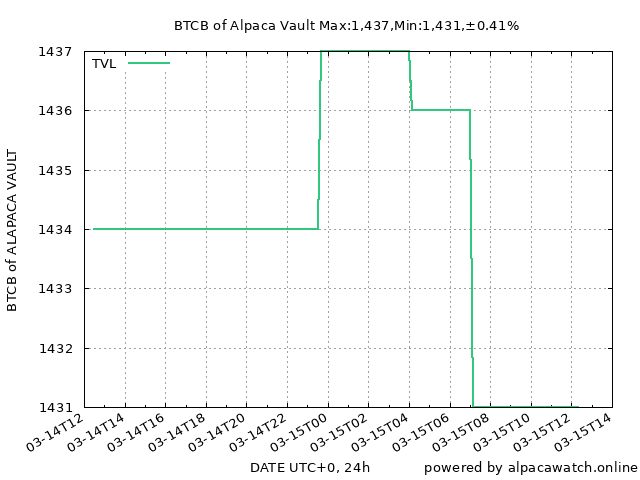 BTCB of Alpaca Vault Max:1,437,Min:1,431,±0.41%
TVL
1437
1436
1435
1434
1433
1432
1431
BTCB of ALAPACA VAULT
03-14T12
03-14T14
03-14T16
03-14T18
03-14T20
03-14T22
03-15T00
03-15T02
03-15T04
03-15T06
03-15T08
03-15T10
03-15T12
03-15T14
DATE UTC+0, 24h
powered by alpacawatch.online